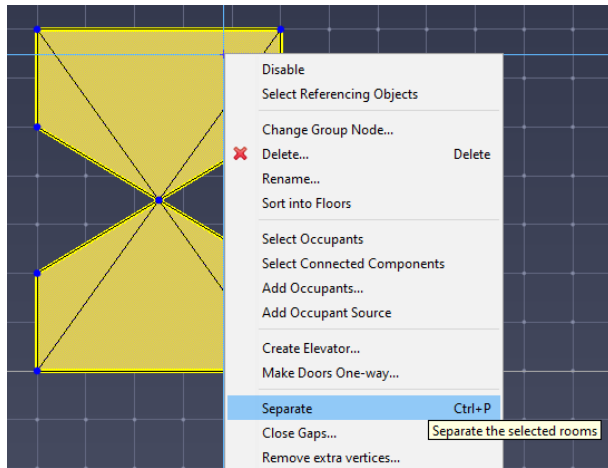 Disable
Select Referencing Objects
Change Group Node...
Delete... Delete
Rename...
Sort into Floors
Select Occupants
Select Connected Components
Add Occupants...
Add Occupant Source
Create Elevator...
Make Doors One-way...
Separate Ctrl+P
Separate the selected rooms
Close Gaps...
Remove extra vertices...